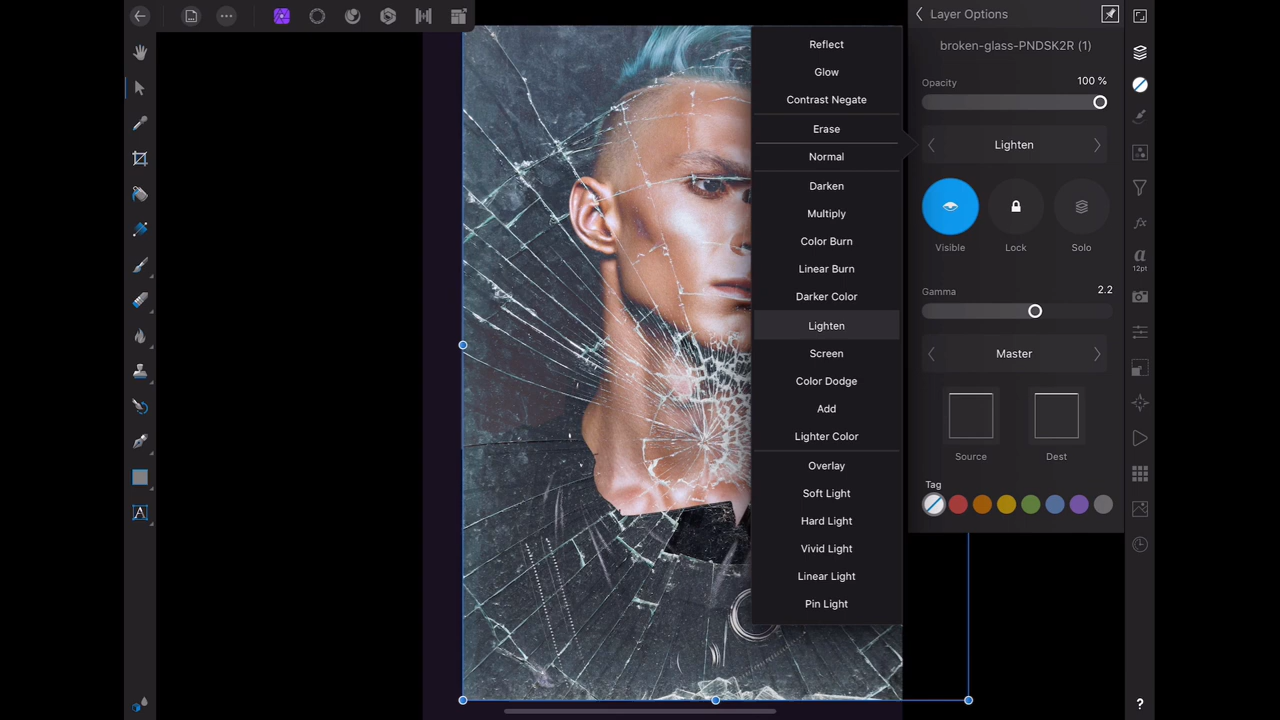 Layer Options
broken-glass-PNDSK2R (1)
Opacity
100 %
Lighten
Visible
Lock
Solo
Gamma
2.2
Master
Source
Dest
Tag
Reflect
Glow
Contrast Negate
Erase
Normal
Darken
Multiply
Color Burn
Linear Burn
Darker Color
Lighten
Screen
Color Dodge
Add
Lighter Color
Overlay
Soft Light
Hard Light
Vivid Light
Linear Light
Pin Light
a
12pt
A
?